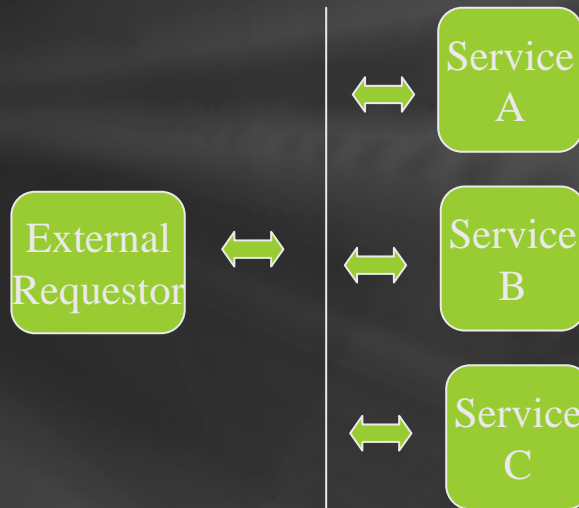 External
Requestor
Service
A
Service
B
Service
C